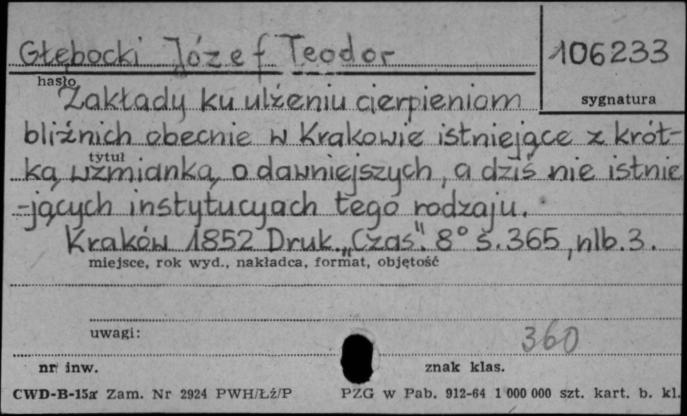 Głębocki Józef Teodor
106233
hasło
sygnatura
Zakłady ku ulżeniu cierpieniom
bliźnich obecnie w Krakowie istniejące z krót-
tytuł
ką wzmianką o dawniejszych, a dziś nie istnie
-jących instytucyach tego rodzaju.
Kraków 1852 Druk. „Czas". 8° s. 365, nlb. 3.
miejsce, rok wyd., nakładca, format, objętość
uwagi:
360
nr inw.
znak klas.
CWD-B-15a Zam. Nr 2924 PWH/Łź/P
PZG w Pab. 912-64 1 000 000 szt. kart. b. kl.